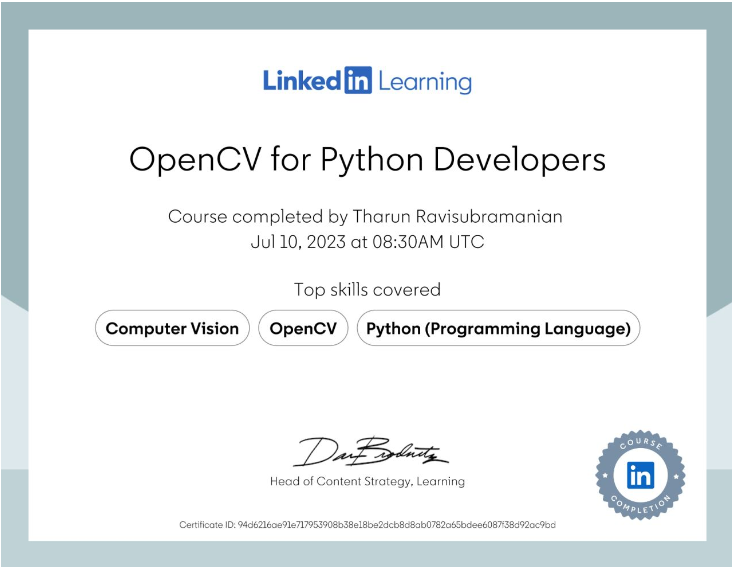 Linked in Learning
OpenCV for Python Developers
Course completed by Tharun Ravisubramanian
Jul 10, 2023 at 08:30AM UTC
Top skills covered
Computer Vision OpenCV Python (Programming Language)
Head of Content Strategy, Learning
COURSE
in
COMPLETION
Certificate ID: 94d6216ae91e717953908b38e18be2dcb8d8ab0782a65bdee6087f38d92ac9bd